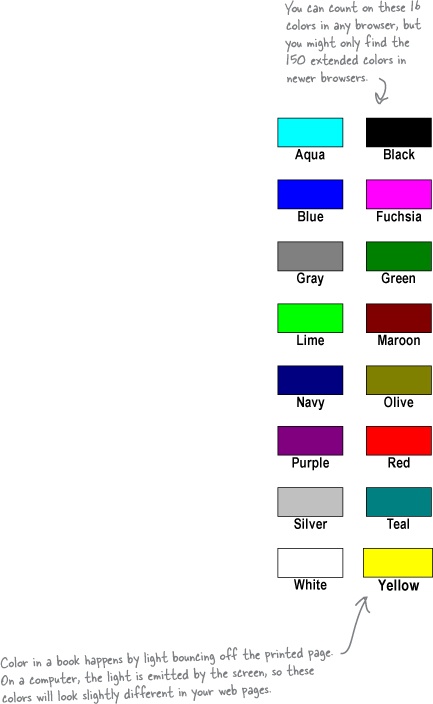 You can count on these 16
colors in any browser, but
you might only find the
150 extended colors in
newer browsers.
Aqua Black
Blue Fuchsia
Gray Green
Lime Maroon
Navy Olive
Purple Red
Silver Teal
White Yellow
Color in a book happens by light bouncing off the printed page.
On a computer, the light is emitted by the screen, so these
colors will look slightly different in your web pages.